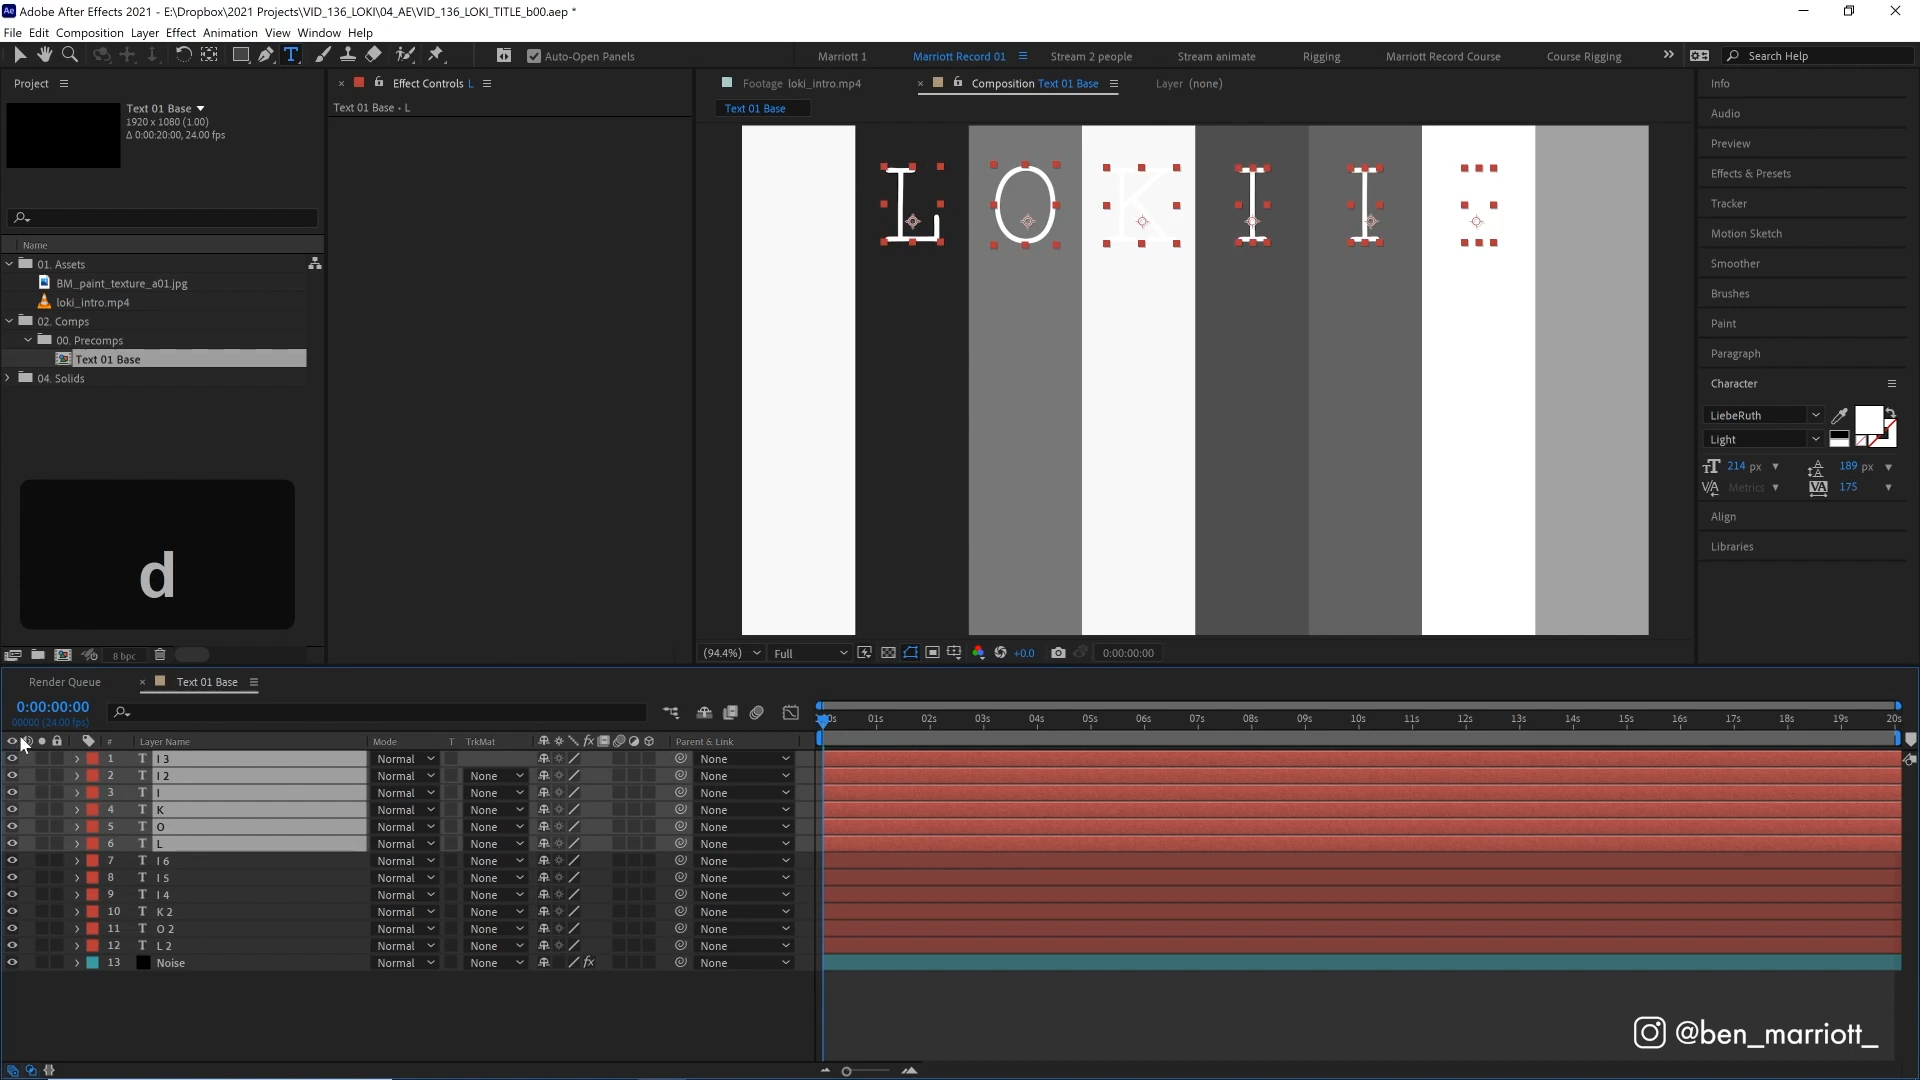 Adobe After Effects 2021 - E:\Dropbox\2021 Projects\VID_136_LOKI\04_AE\VID_136_LOKI_TITLE_b00.aep *
File Edit Composition Layer Effect Animation View Window Help
Auto-Open Panels
Marriott 1 Marriott Record 01 Stream 2 people Stream animate Rigging Marriott Record Course Course Rigging
Search Help
Project
Text 01 Base
1920 x 1080 (1.00)
Δ 0:00:20:00, 24.00 fps
Name
01. Assets
BM_paint_texture_a01.jpg
loki_intro.mp4
02. Comps
00. Precomps
Text 01 Base
04. Solids
d
8 bpc
Effect Controls L
Text 01 Base • L
Footage loki_intro.mp4
Composition Text 01 Base
Layer (none)
Text 01 Base
L O K I I
(94.4%) Full +0.0 0:00:00:00
Info
Audio
Preview
Effects & Presets
Tracker
Motion Sketch
Smoother
Brushes
Paint
Paragraph
Character
LiebeRuth
Light
214 px 189 px
Metrics 175
Align
Libraries
Render Queue Text 01 Base
0:00:00:00
00000 (24.00 fps)
01s 02s 03s 04s 05s 06s 07s 08s 09s 10s 11s 12s 13s 14s 15s 16s 17s 18s 19s 20s
# Layer Name Mode T TrkMat Parent & Link
1 T I 3 Normal None
2 T I 2 Normal None None
3 T I Normal None None
4 T K Normal None None
5 T O Normal None None
6 T L Normal None None
7 T I 6 Normal None None
8 T I 5 Normal None None
9 T I 4 Normal None None
10 T K 2 Normal None None
11 T O 2 Normal None None
12 T L 2 Normal None None
13 Noise Normal None fx None
@ben_marriott_